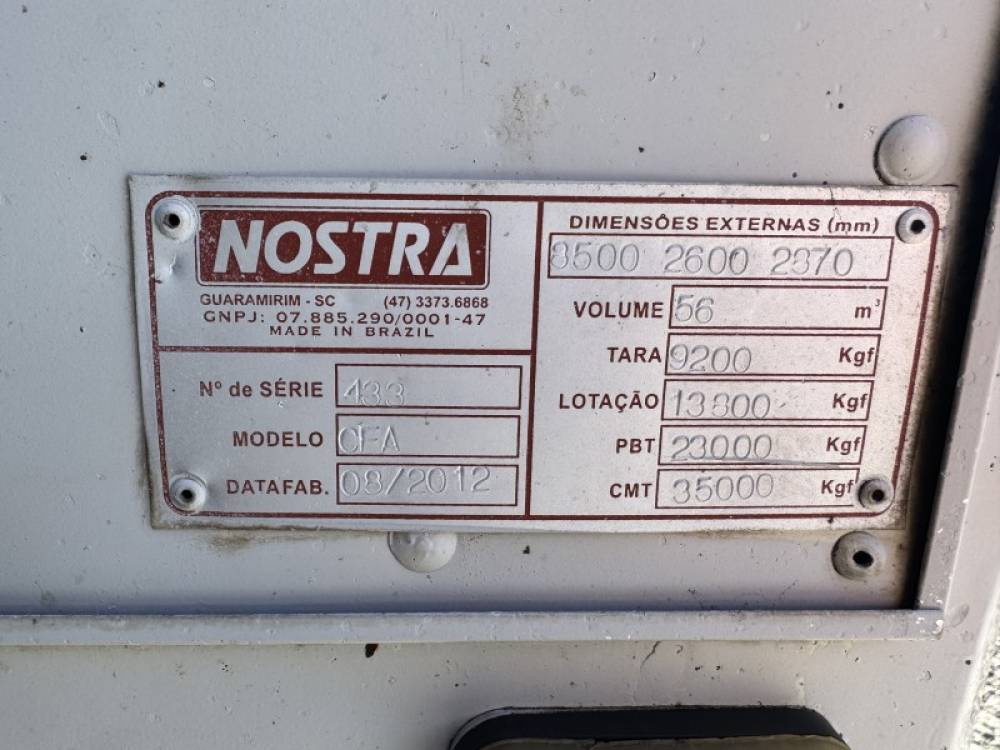 NOSTRA
GUARAMIRIM - SC (47) 3373.6868
CNPJ: 07.885.290/0001-47
MADE IN BRAZIL
Nº de SÉRIE 433
MODELO CFA
DATAFAB. 08/2012
DIMENSÕES EXTERNAS (mm)
8500 2600 2870
VOLUME 56 m³
TARA 9200 Kgf
LOTAÇÃO 13800 Kgf
PBT 23000 Kgf
CMT 35000 Kgf